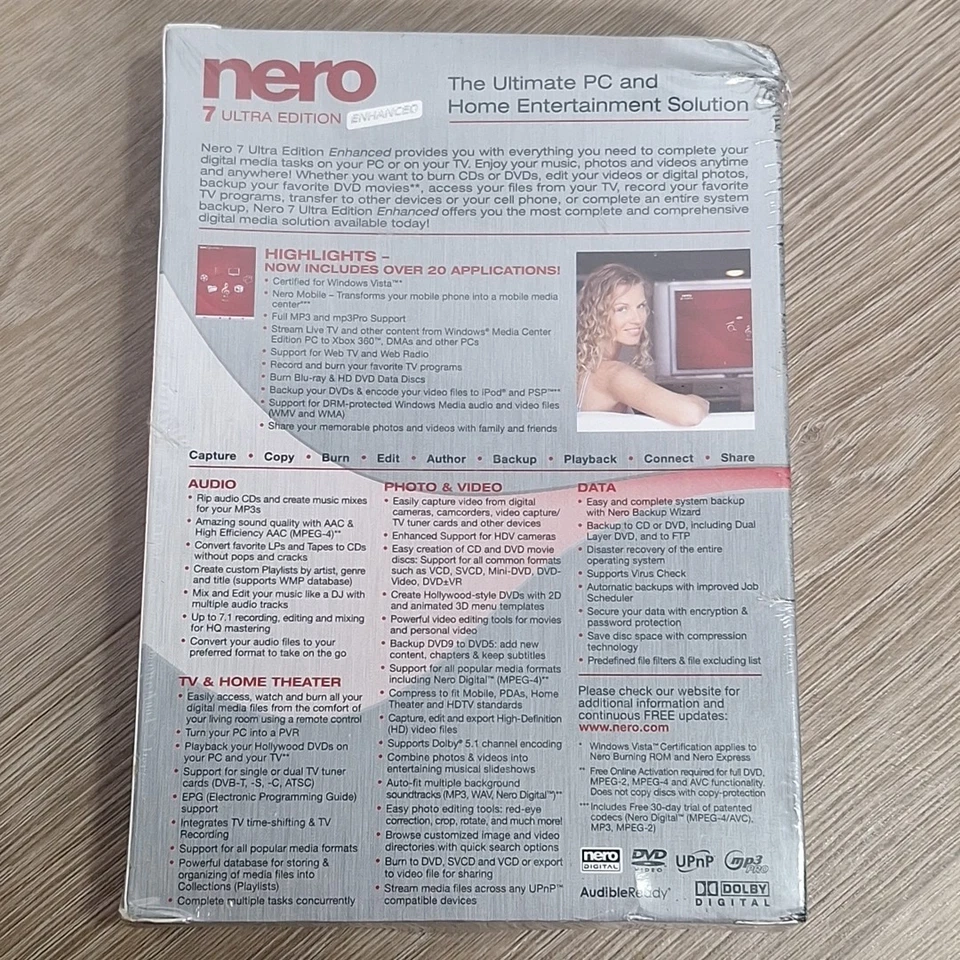 nero
7 ULTRA EDITION ENHANCED
The Ultimate PC and
Home Entertainment Solution
Nero 7 Ultra Edition Enhanced provides you with everything you need to complete your
digital media tasks on your PC or on your TV. Enjoy your music, photos and videos anytime
and anywhere! Whether you want to burn CDs or DVDs, edit your videos or digital photos,
backup your favorite DVD movies**, access your files from your TV, record your favorite
TV programs, transfer to other devices or your cell phone, or complete an entire system
backup, Nero 7 Ultra Edition Enhanced offers you the most complete and comprehensive
digital media solution available today!
HIGHLIGHTS –
NOW INCLUDES OVER 20 APPLICATIONS!
• Certified for Windows Vista™*
• Nero Mobile – Transforms your mobile phone into a mobile media
center***
• Full MP3 and mp3Pro Support
• Stream Live TV and other content from Windows® Media Center
Edition PC to Xbox 360™, DMAs and other PCs
• Support for Web TV and Web Radio
• Record and burn your favorite TV programs
• Burn Blu-ray & HD DVD Data Discs
• Backup your DVDs & encode your video files to iPod® and PSP™**
• Support for DRM-protected Windows Media audio and video files
(WMV and WMA)
• Share your memorable photos and videos with family and friends
Capture • Copy • Burn • Edit • Author • Backup • Playback • Connect • Share
AUDIO
• Rip audio CDs and create music mixes
for your MP3s
• Amazing sound quality with AAC &
High Efficiency AAC (MPEG-4)**
• Convert favorite LPs and Tapes to CDs
without pops and cracks
• Create custom Playlists by artist, genre
and title (supports WMP database)
• Mix and Edit your music like a DJ with
multiple audio tracks
• Up to 7.1 recording, editing and mixing
for HQ mastering
• Convert your audio files to your
preferred format to take on the go
TV & HOME THEATER
• Easily access, watch and burn all your
digital media files from the comfort of
your living room using a remote control
• Turn your PC into a PVR
• Playback your Hollywood DVDs on
your PC and your TV**
• Support for single or dual TV tuner
cards (DVB-T, -S, -C, ATSC)
• EPG (Electronic Programming Guide)
support
• Integrates TV time-shifting & TV
Recording
• Support for all popular media formats
• Powerful database for storing &
organizing of media files into
Collections (Playlists)
• Complete multiple tasks concurrently
PHOTO & VIDEO
• Easily capture video from digital
cameras, camcorders, video capture/
TV tuner cards and other devices
• Enhanced Support for HDV cameras
• Easy creation of CD and DVD movie
discs: Support for all common formats
such as VCD, SVCD, Mini-DVD, DVD-
Video, DVD±VR
• Create Hollywood-style DVDs with 2D
and animated 3D menu templates
• Powerful video editing tools for movies
and personal video
• Backup DVD9 to DVD5: add new
content, chapters & keep subtitles
• Support for all popular media formats
including Nero Digital™ (MPEG-4)**
• Compress to fit Mobile, PDAs, Home
Theater and HDTV standards
• Capture, edit and export High-Definition
(HD) video files
• Supports Dolby® 5.1 channel encoding
• Combine photos & videos into
entertaining musical slideshows
• Auto-fit multiple background
soundtracks (MP3, WAV, Nero Digital™)**
• Easy photo editing tools: red-eye
correction, crop, rotate, and much more!
• Browse customized image and video
directories with quick search options
• Burn to DVD, SVCD and VCD or export
to video file for sharing
• Stream media files across any UPnP™
compatible devices
DATA
• Easy and complete system backup
with Nero Backup Wizard
• Backup to CD or DVD, including Dual
Layer DVD, and to FTP
• Disaster recovery of the entire
operating system
• Supports Virus Check
• Automatic backups with improved Job
Scheduler
• Secure your data with encryption &
password protection
• Save disc space with compression
technology
• Predefined file filters & file excluding list
Please check our website for
additional information and
continuous FREE updates:
www.nero.com
* Windows Vista™ Certification applies to
Nero Burning ROM and Nero Express
** Free Online Activation required for full DVD,
MPEG-2, MPEG-4 and AVC functionality.
Does not copy discs with copy-protection
*** Includes Free 30-day trial of patented
codecs (Nero Digital™ (MPEG-4/AVC),
MP3, MPEG-2)
nero DIGITAL
DVD VIDEO
UPnP
mp3 PRO
AudibleReady®
DOLBY DIGITAL